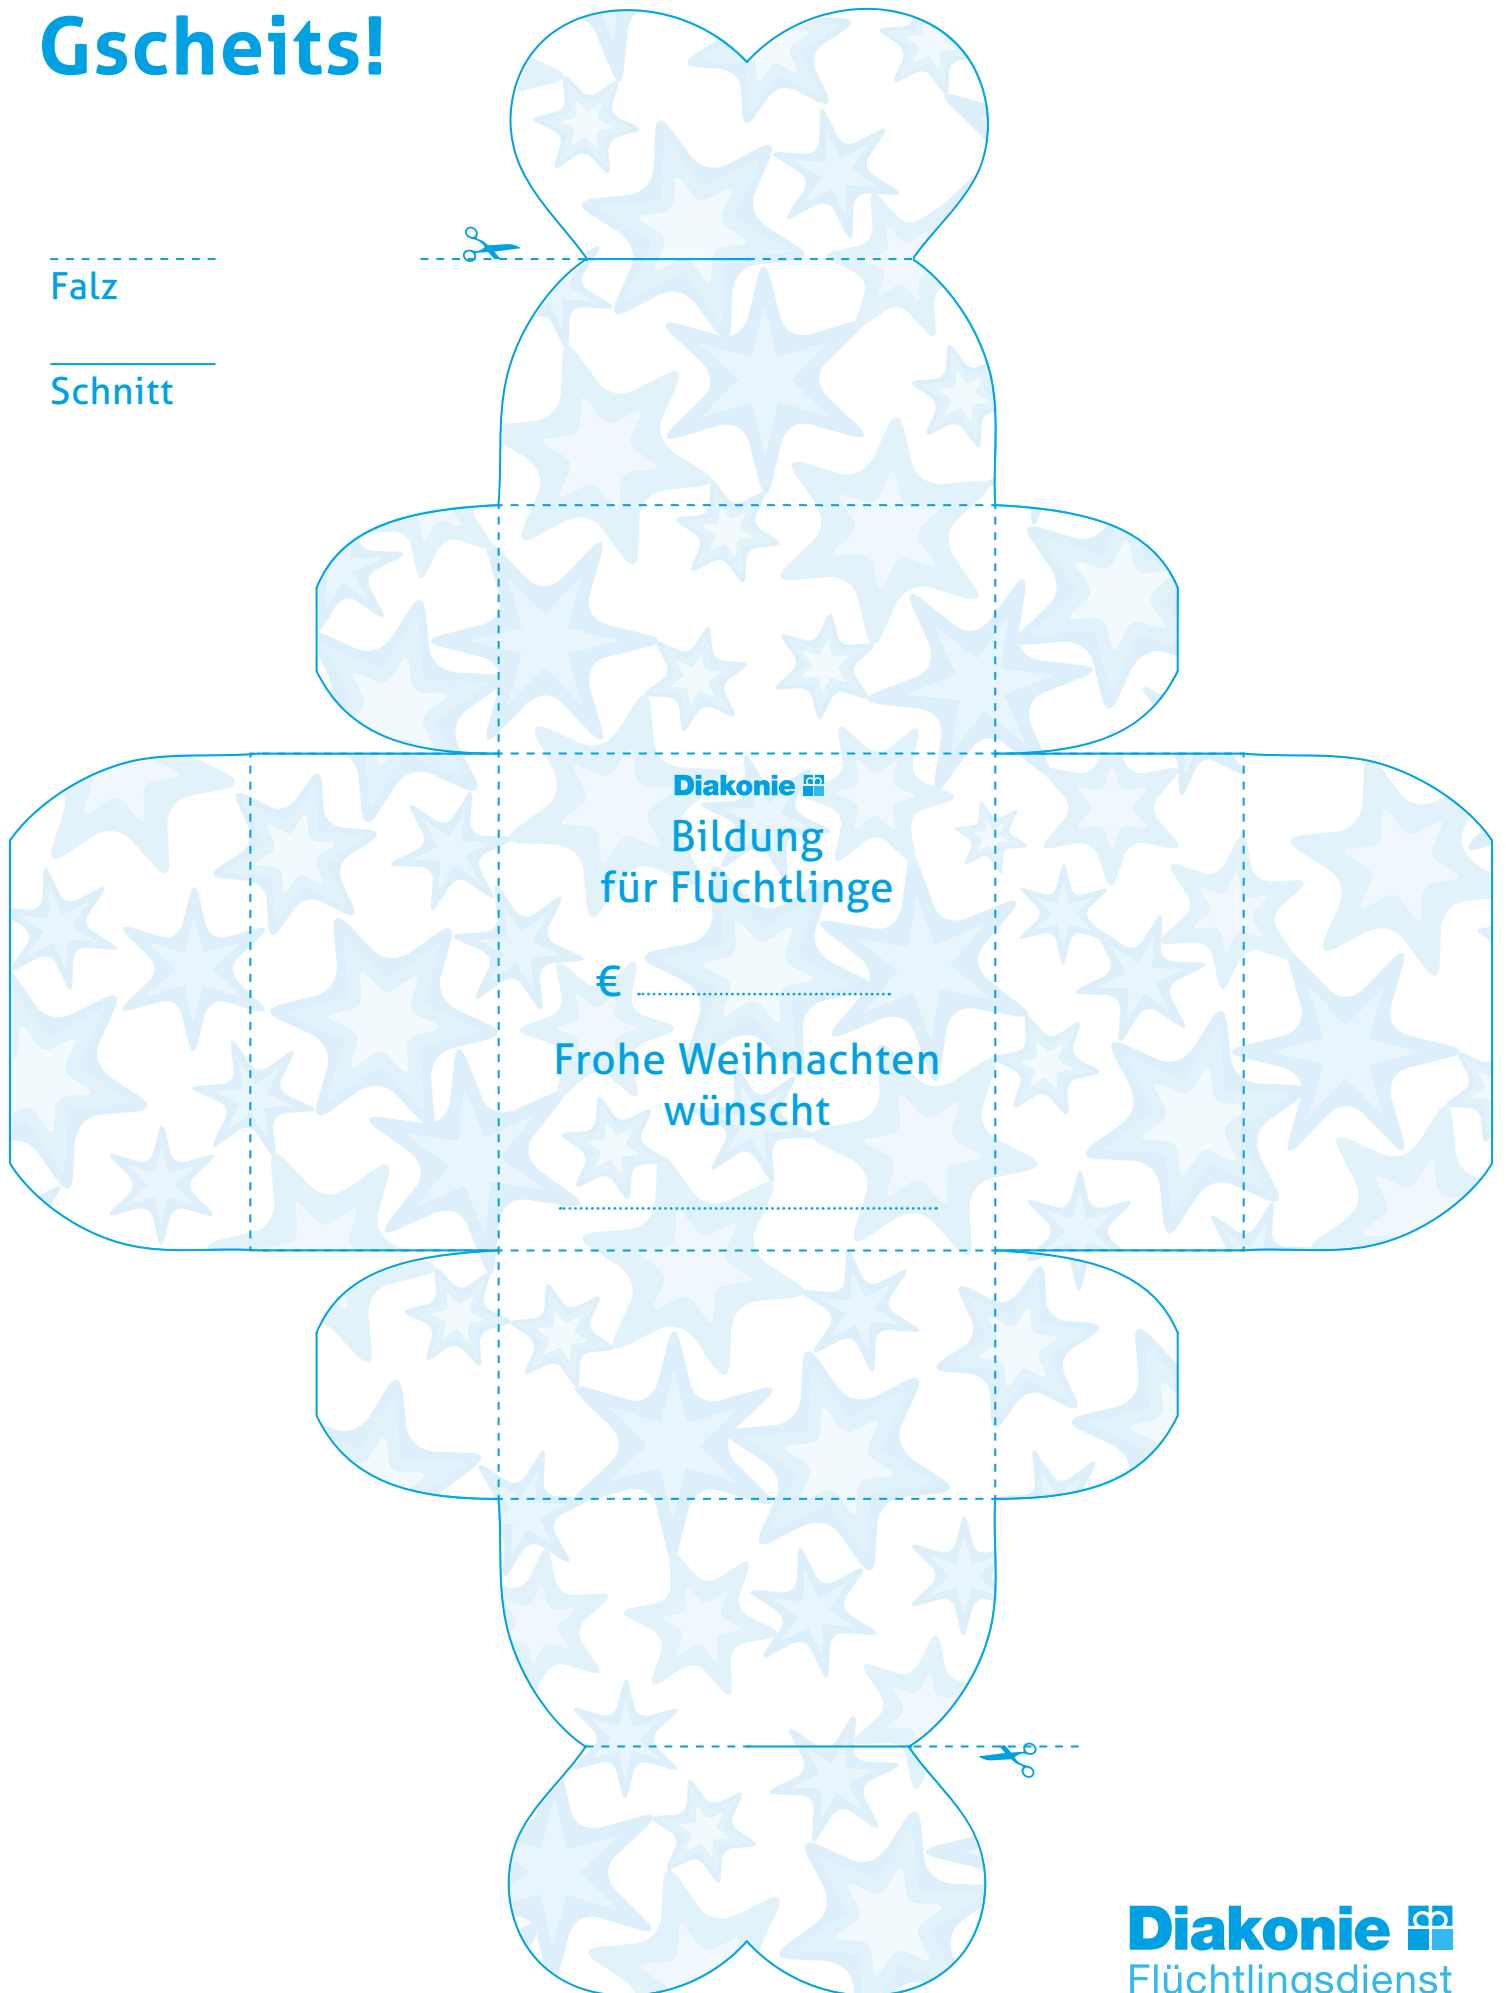 Gscheits!
Falz
Schnitt
Diakonie
Bildung
für Flüchtlinge
€
Frohe Weihnachten
wünscht
Diakonie
Flüchtlingsdienst